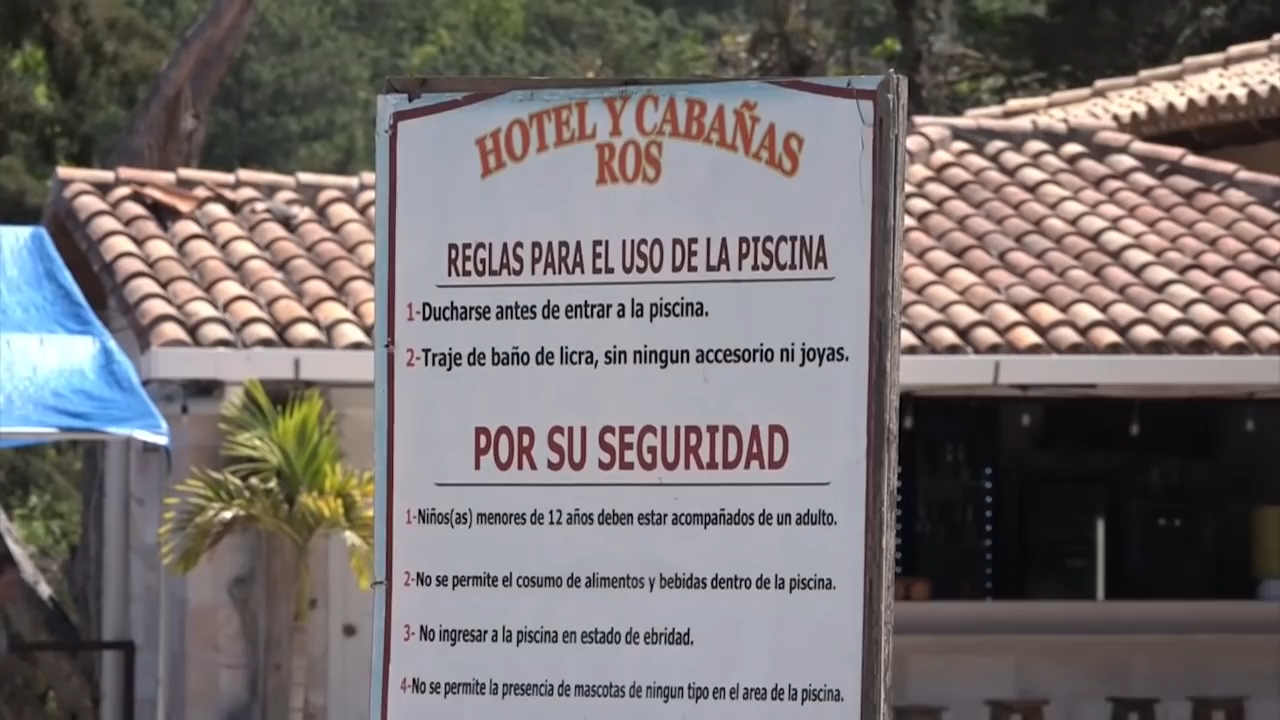 HOTEL Y CABAÑAS
ROS
REGLAS PARA EL USO DE LA PISCINA
1-Ducharse antes de entrar a la piscina.
2-Traje de baño de licra, sin ningun accesorio ni joyas.
POR SU SEGURIDAD
1-Niños(as) menores de 12 años deben estar acompañados de un adulto.
2-No se permite el cosumo de alimentos y bebidas dentro de la piscina.
3- No ingresar a la piscina en estado de ebridad.
4-No se permite la presencia de mascotas de ningun tipo en el area de la piscina.